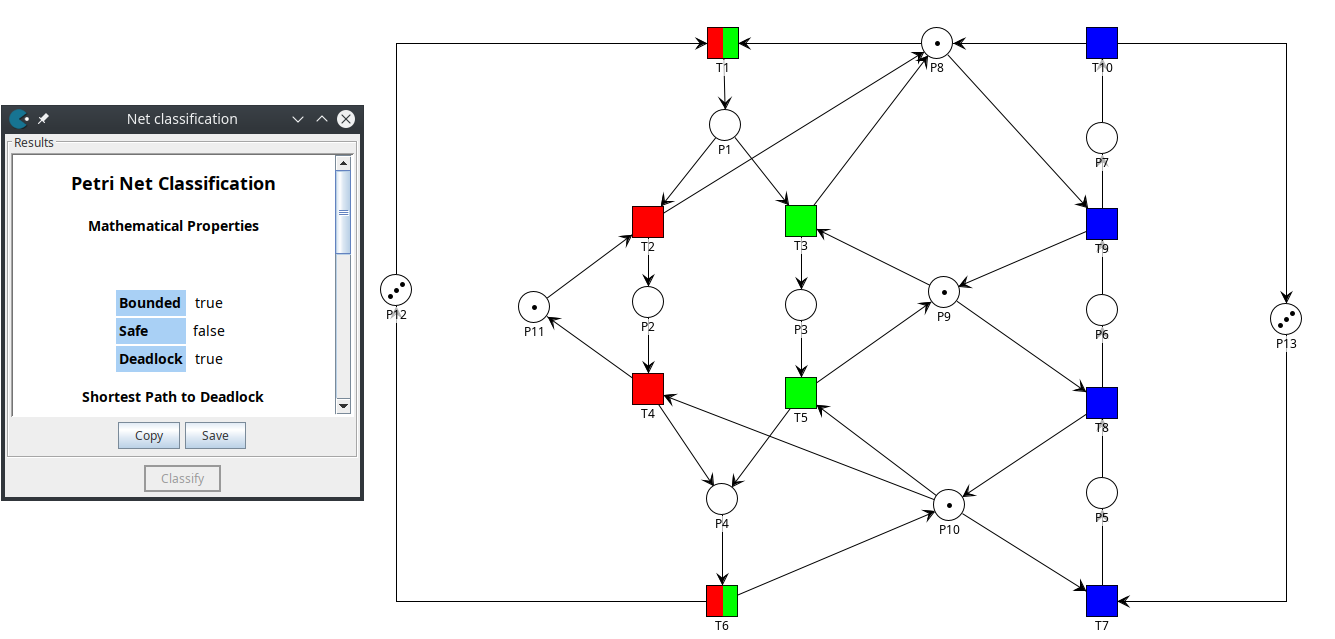 Net classification
Results
Petri Net Classification
Mathematical Properties
Bounded true
Safe false
Deadlock true
Shortest Path to Deadlock
Copy Save
Classify
T1
P8
T10
P1
P7
T2
T3
T9
P12
P11
P2
P3
P9
P6
P13
T4
T5
T8
P4
P10
P5
T6
T7